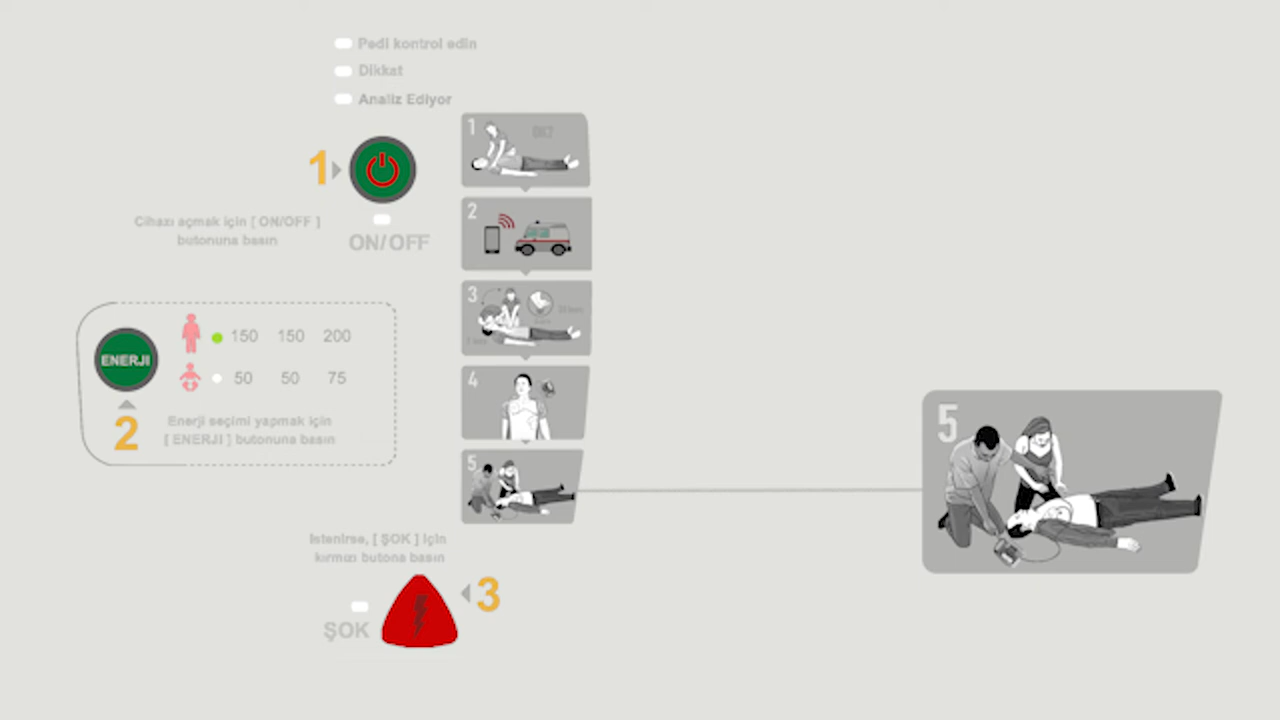 Pedi kontrol edin
Dikkat
Analiz Ediyor
1
1
Cihazı açmak için [ ON/OFF ]
butonuna basın
ON/OFF
2
3
ENERJI
150 150 200
50 50 75
2
Enerji seçimi yapmak için
[ ENERJI ] butonuna basın
4
5
5
Istenirse, [ ŞOK ] için
kırmızı butona basın
3
ŞOK